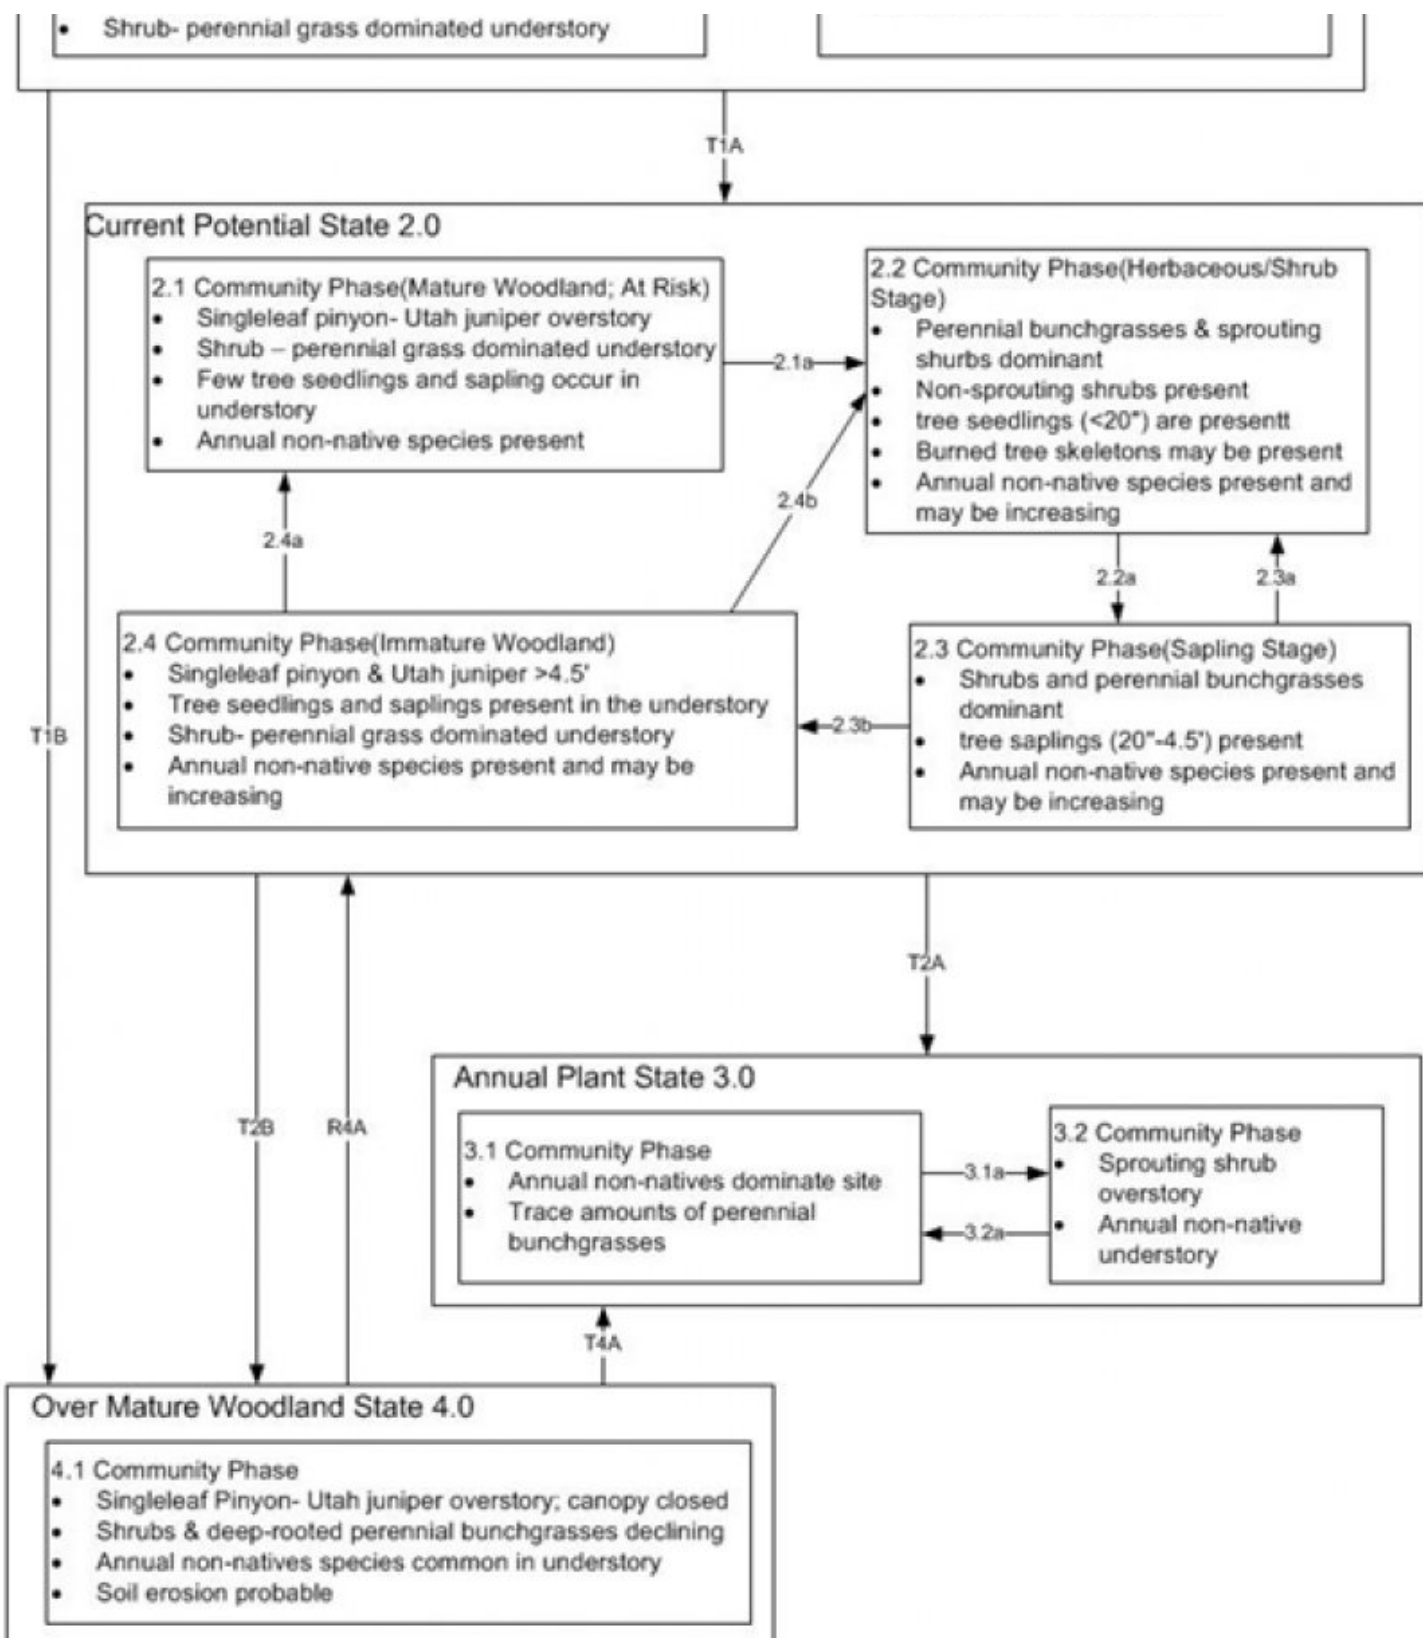 • Shrub- perennial grass dominated understory
T1A
Current Potential State 2.0
2.1 Community Phase(Mature Woodland; At Risk)
• Singleleaf pinyon- Utah juniper overstory
• Shrub – perennial grass dominated understory
• Few tree seedlings and sapling occur in
understory
• Annual non-native species present
2.1a
2.2 Community Phase(Herbaceous/Shrub
Stage)
• Perennial bunchgrasses & sprouting
shurbs dominant
• Non-sprouting shrubs present
• tree seedlings (<20") are presentt
• Burned tree skeletons may be present
• Annual non-native species present and
may be increasing
2.4a
2.4b
2.2a
2.3a
2.4 Community Phase(Immature Woodland)
• Singleleaf pinyon & Utah juniper >4.5'
• Tree seedlings and saplings present in the understory
• Shrub- perennial grass dominated understory
• Annual non-native species present and may be
increasing
2.3b
2.3 Community Phase(Sapling Stage)
• Shrubs and perennial bunchgrasses
dominant
• tree saplings (20"-4.5') present
• Annual non-native species present and
may be increasing
T1B
T2A
T2B
R4A
Annual Plant State 3.0
3.1 Community Phase
• Annual non-natives dominate site
• Trace amounts of perennial
bunchgrasses
3.1a
3.2a
3.2 Community Phase
• Sprouting shrub
overstory
• Annual non-native
understory
T4A
Over Mature Woodland State 4.0
4.1 Community Phase
• Singleleaf Pinyon- Utah juniper overstory; canopy closed
• Shrubs & deep-rooted perennial bunchgrasses declining
• Annual non-natives species common in understory
• Soil erosion probable